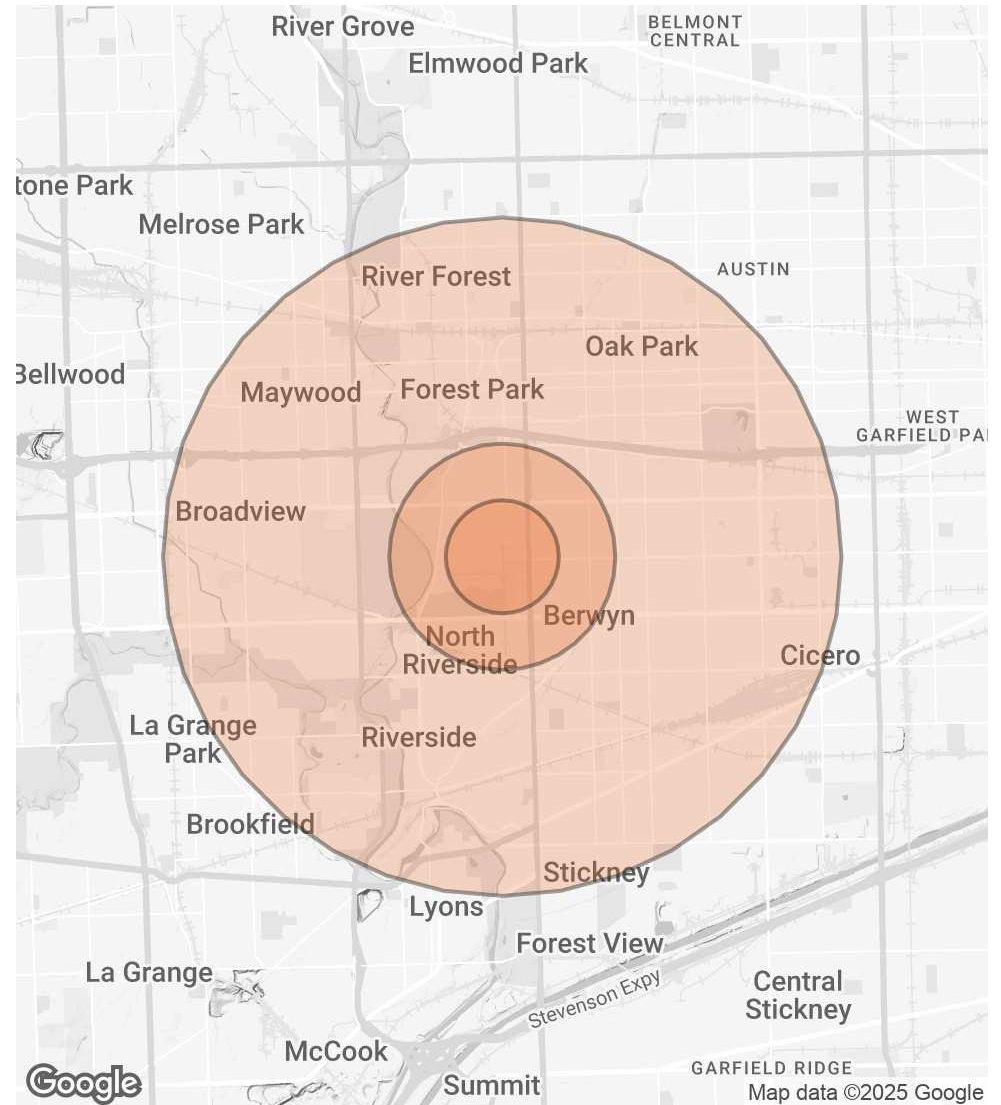 River Grove
BELMONT
CENTRAL
Elmwood Park
tone Park
Melrose Park
AUSTIN
River Forest
Oak Park
Bellwood
Maywood
Forest Park
WEST
GARFIELD PA
Broadview
Berwyn
North
Riverside
Cicero
La Grange
Park
Riverside
Brookfield
Stickney
Lyons
Forest View
La Grange
Central
Stickney
Stevenson Expy
McCook
GARFIELD RIDGE
Summit
Google
Map data ©2025 Google